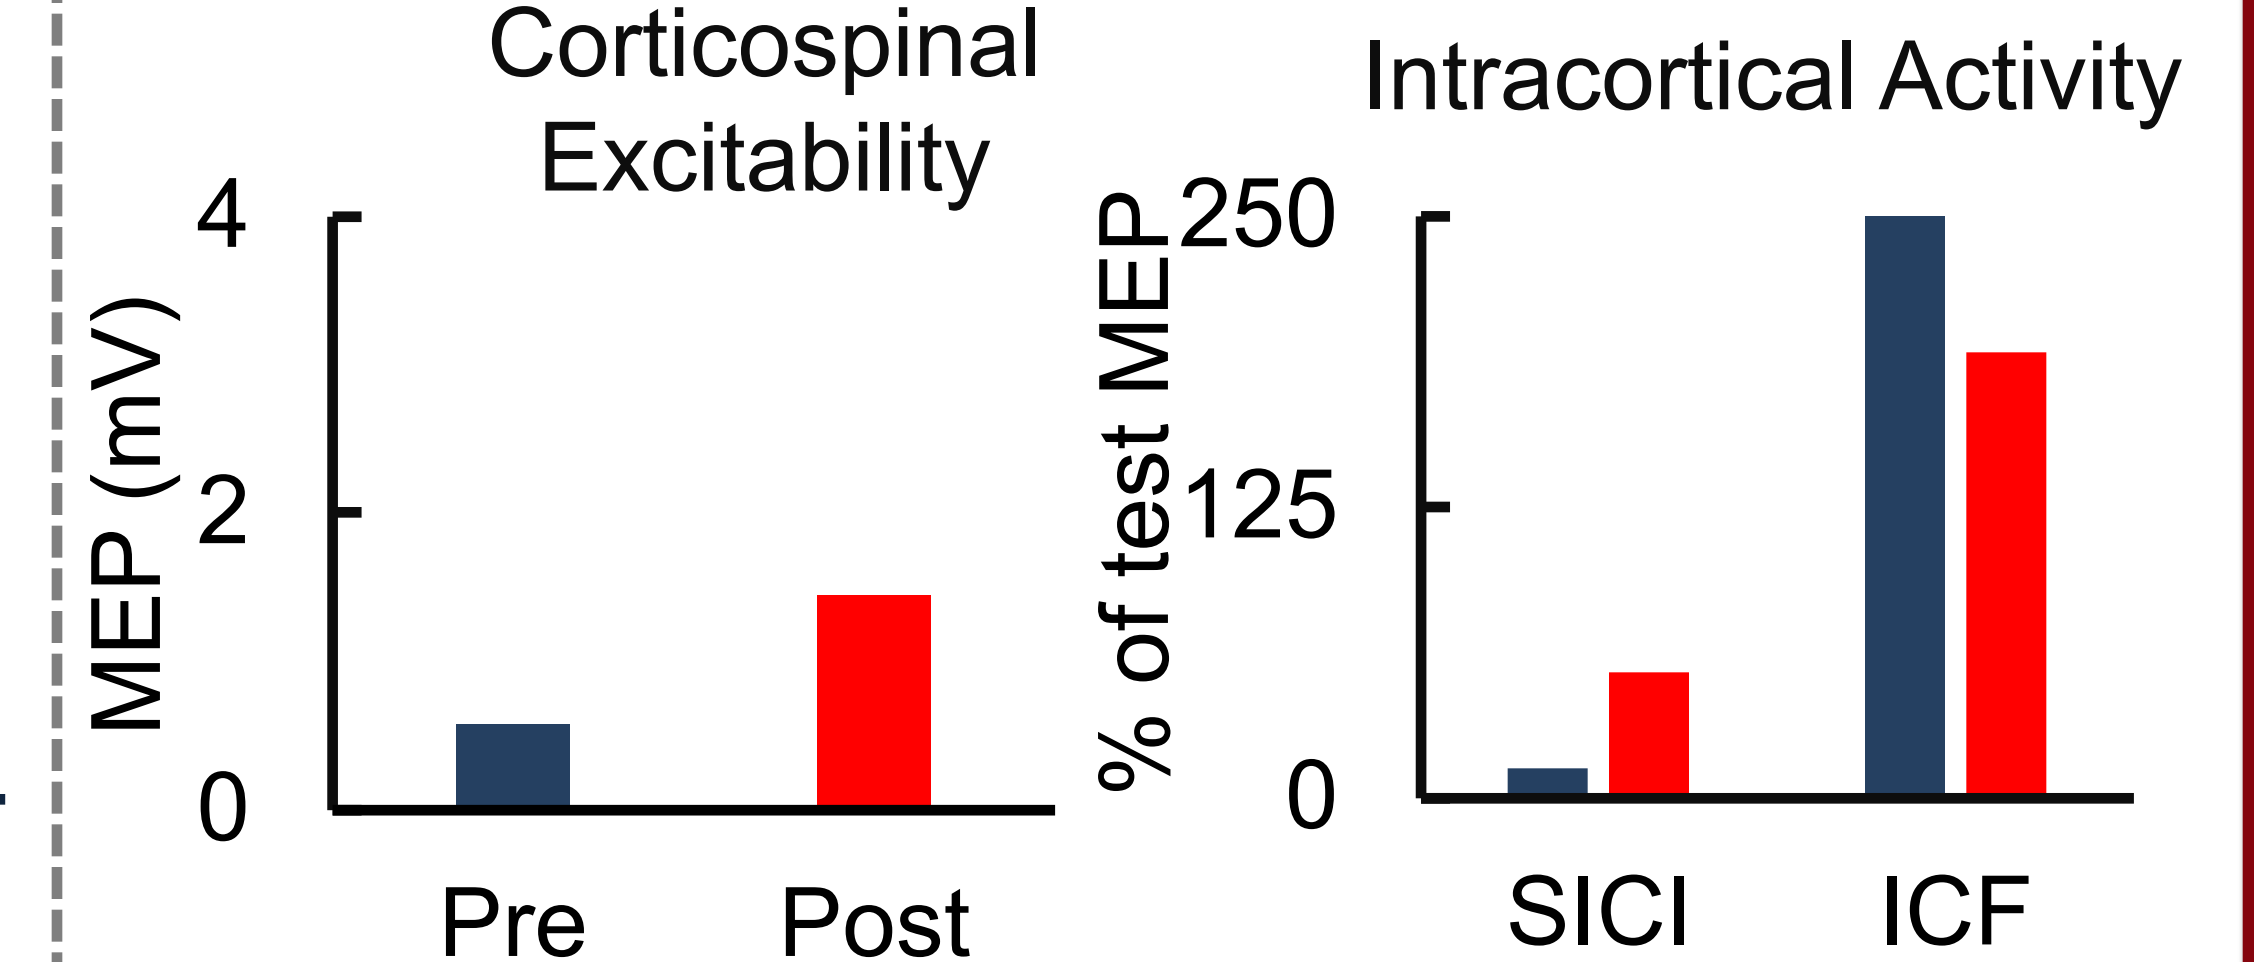 Corticospinal
Excitability
MEP (mV)
4
2
0
Pre
Post
Intracortical Activity
% of test MEP
250
125
0
SICI
ICF